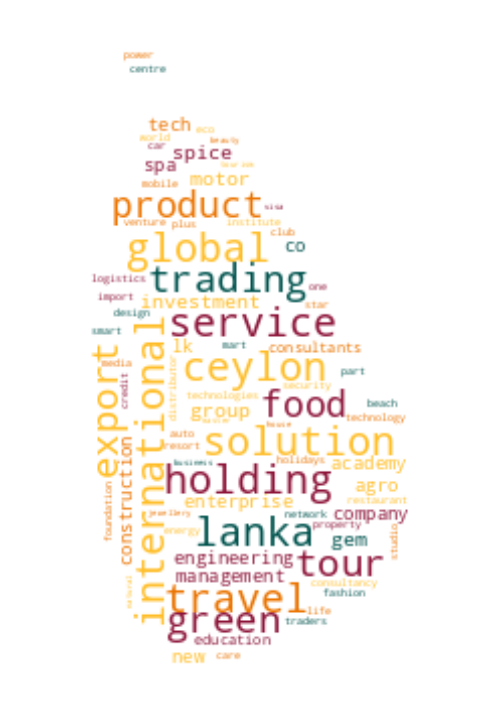 power
centre
tech
eco
world
beauty
car
spice
spa
tourism
mobile
motor
product
visa
venture
plus
institute
club
global
co
logistics
trading
one
import
investment
star
design
service
smart
lk
mart
consultants
media
ceylon
part
credit
distributor
security
export
international
technologies
food
beach
group
technology
master
house
auto
solution
resort
business
holidays
academy
construction
holding
agro
foundation
enterprise
restaurant
jewellery
network
company
energy
lanka
property
gem
studio
engineering
tour
management
natural
consultancy
travel
fashion
life
green
traders
education
new
care